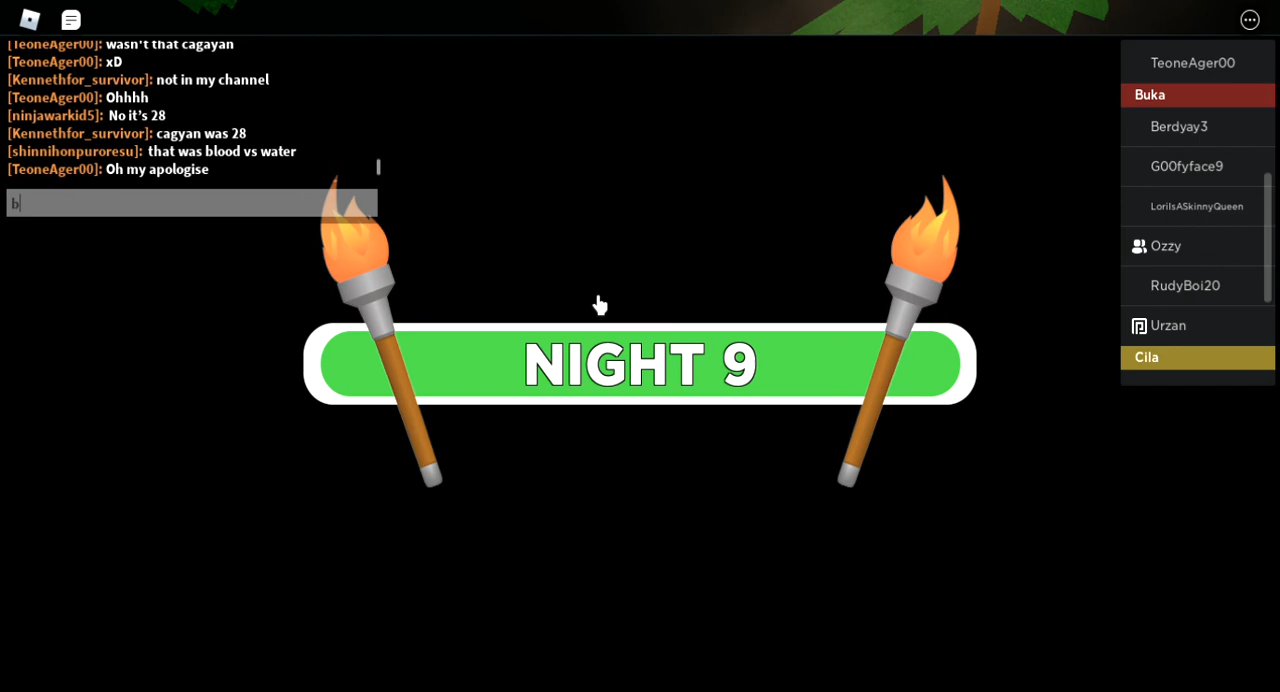 [TeoneAger00]: wasn't that cagayan
[TeoneAger00]: xD
[Kennethfor_survivor]: not in my channel
[TeoneAger00]: Ohhhh
[ninjawarkid5]: No it's 28
[Kennethfor_survivor]: cagyan was 28
[shinnihonpuroresu]: that was blood vs water
[TeoneAger00]: Oh my apologise
b
TeoneAger00
Buka
Berdyay3
G00fyface9
LoriIsASkinnyQueen
Ozzy
RudyBoi20
Urzan
Cila
NIGHT 9